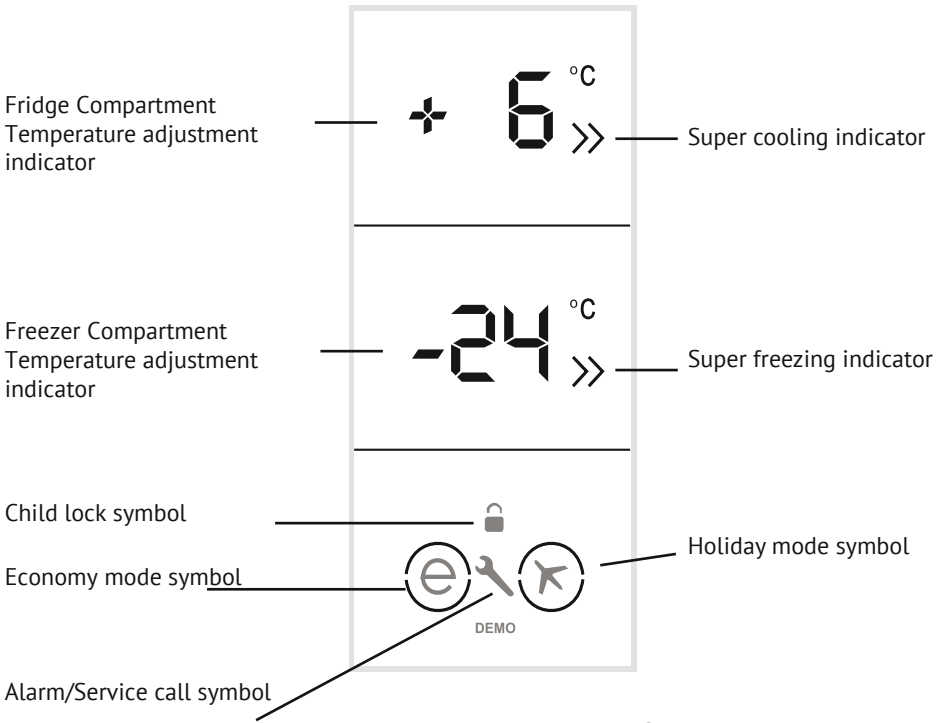 Fridge Compartment
Temperature adjustment
indicator
+ 6 °C
Super cooling indicator
Freezer Compartment
Temperature adjustment
indicator
-24 °C
Super freezing indicator
Child lock symbol
Holiday mode symbol
Economy mode symbol
e
DEMO
Alarm/Service call symbol